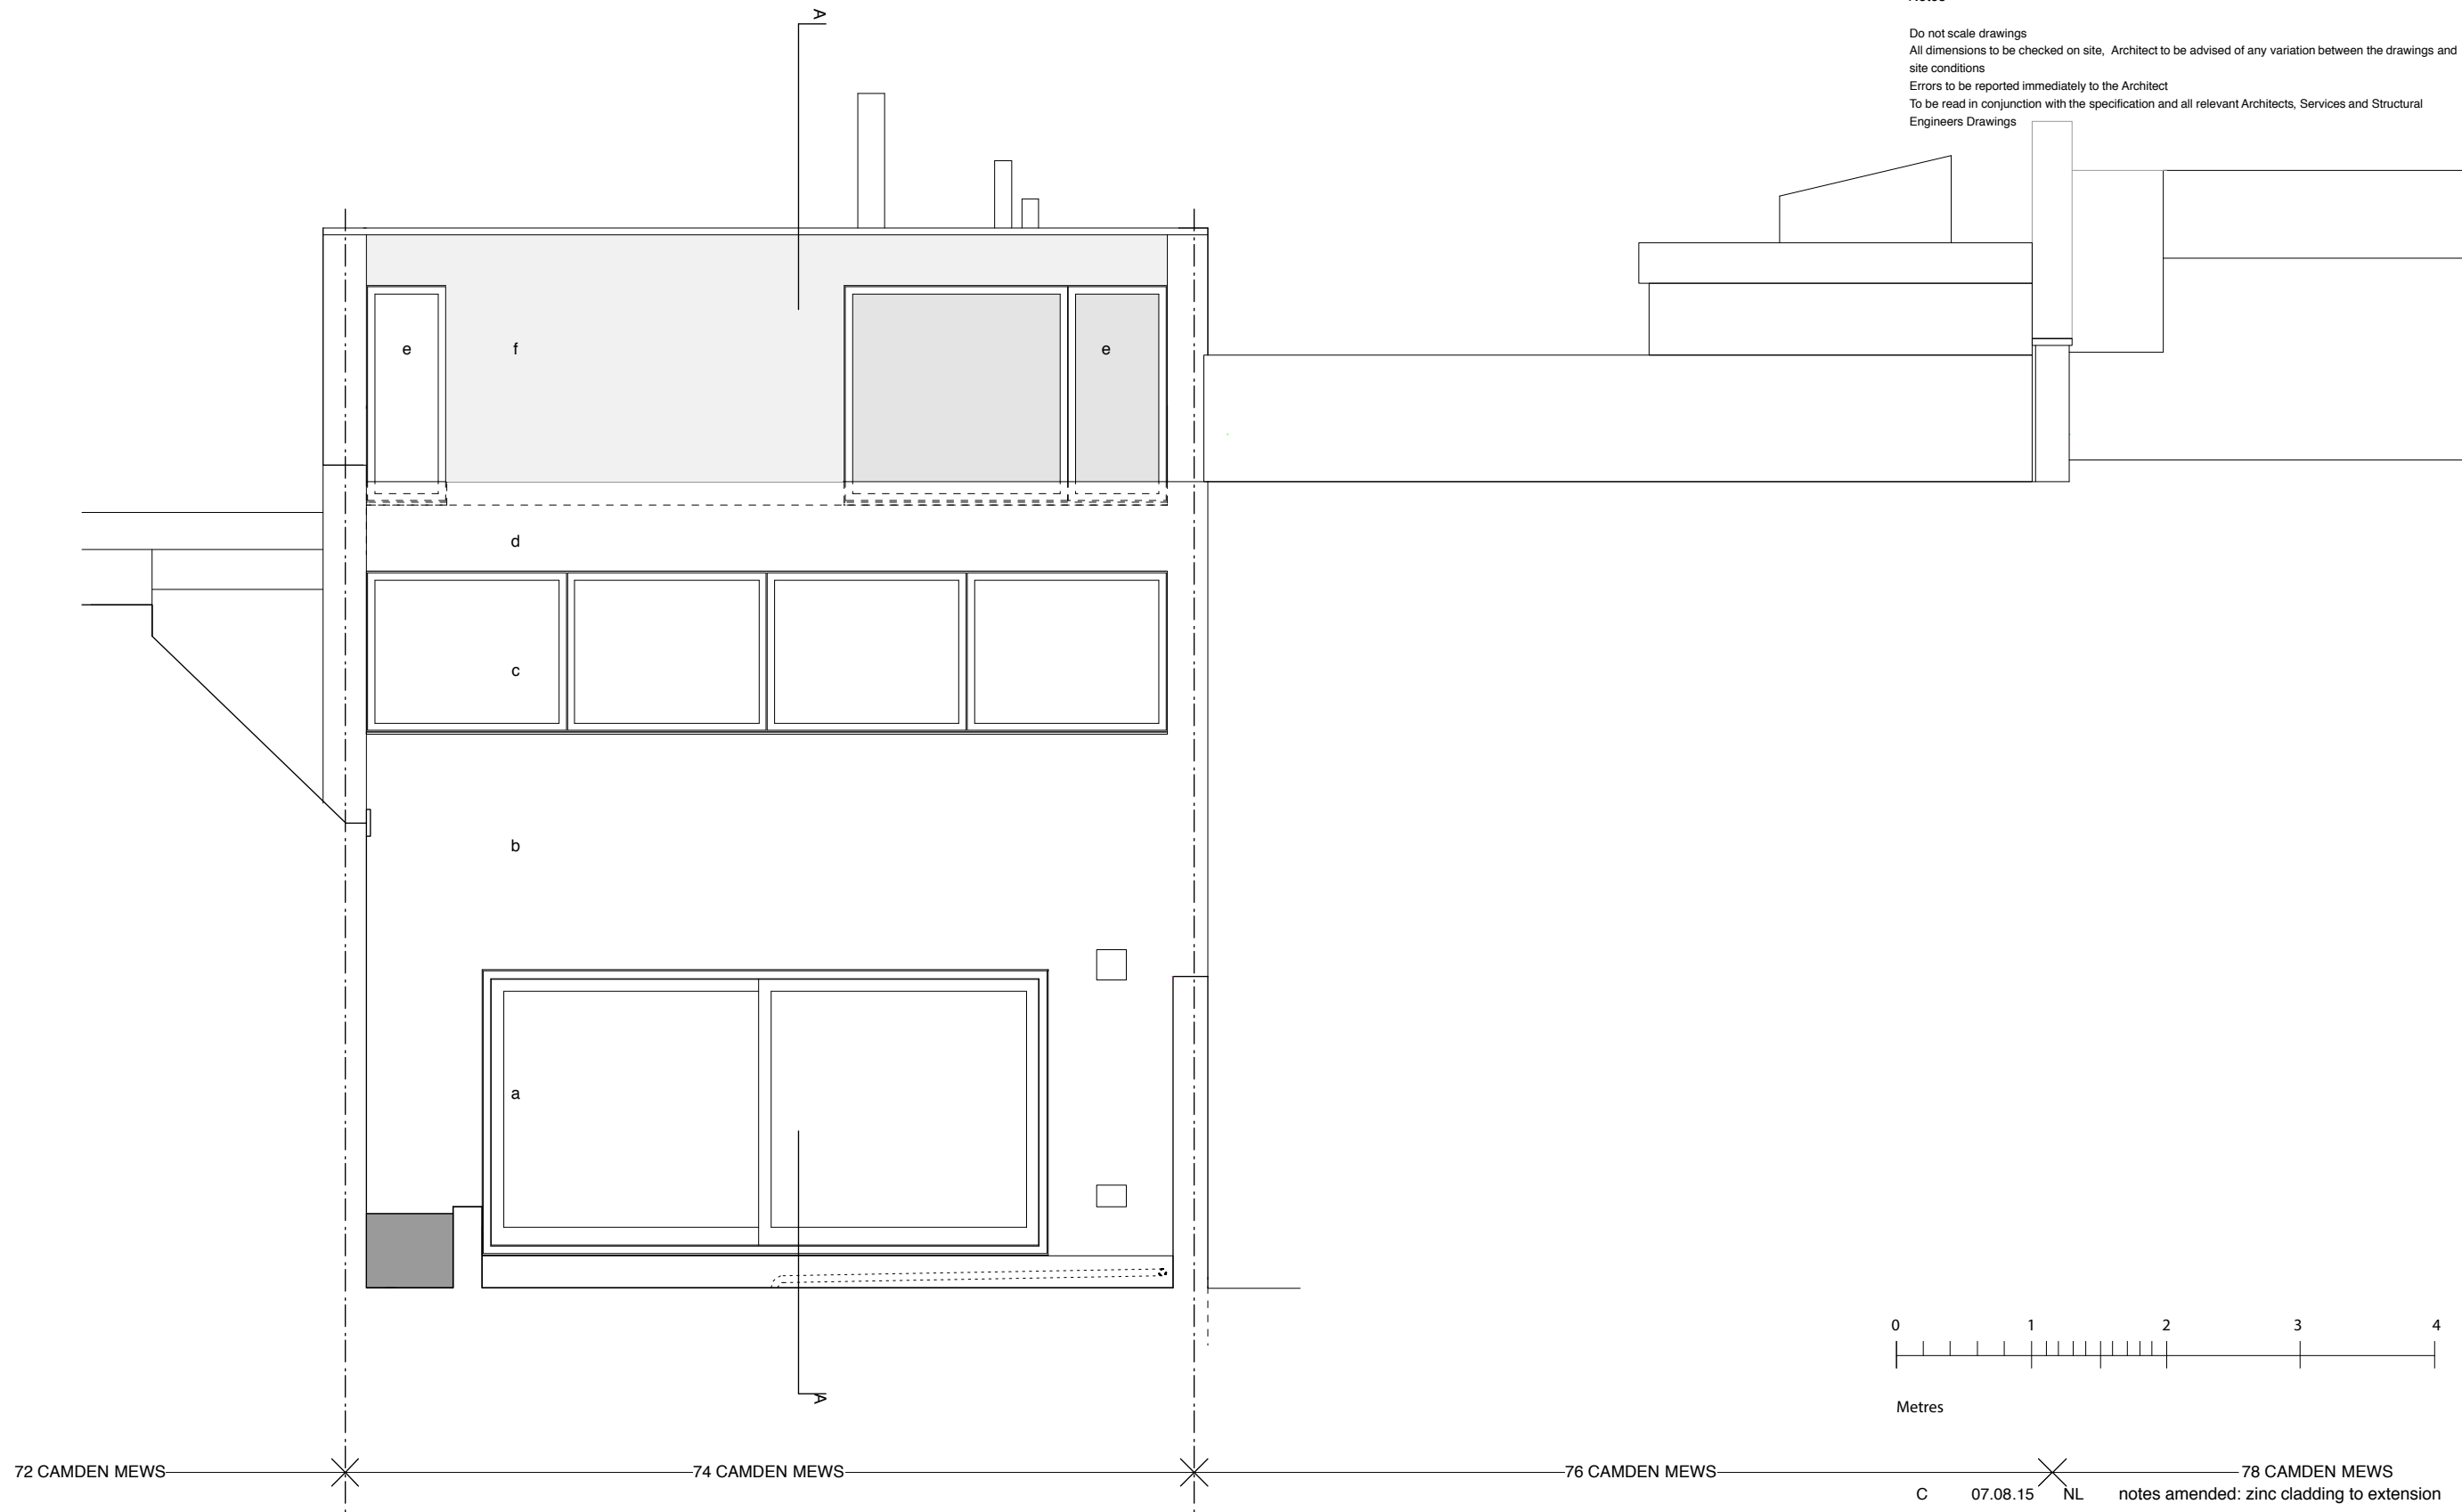 Notes
Do not scale drawings
All dimensions to be checked on site, Architect to be advised of any variation between the drawings and
site conditions
Errors to be reported immediately to the Architect
To be read in conjunction with the specification and all relevant Architects, Services and Structural
Engineers Drawings
A
e f e
d
c
b
a
A
0 1 2 3 4
Metres
72 CAMDEN MEWS 74 CAMDEN MEWS 76 CAMDEN MEWS 78 CAMDEN MEWS
C 07.08.15 NL notes amended: zinc cladding to extension